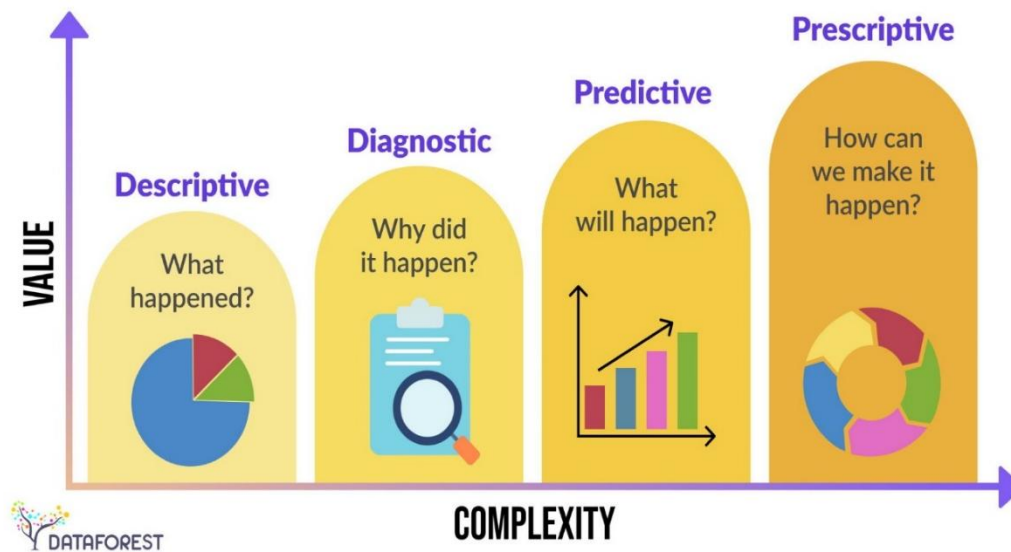 Prescriptive
Predictive
Diagnostic
Descriptive
What
happened?
Why did
it happen?
What
will happen?
How can
we make it
happen?
VALUE
COMPLEXITY
DATAFOREST